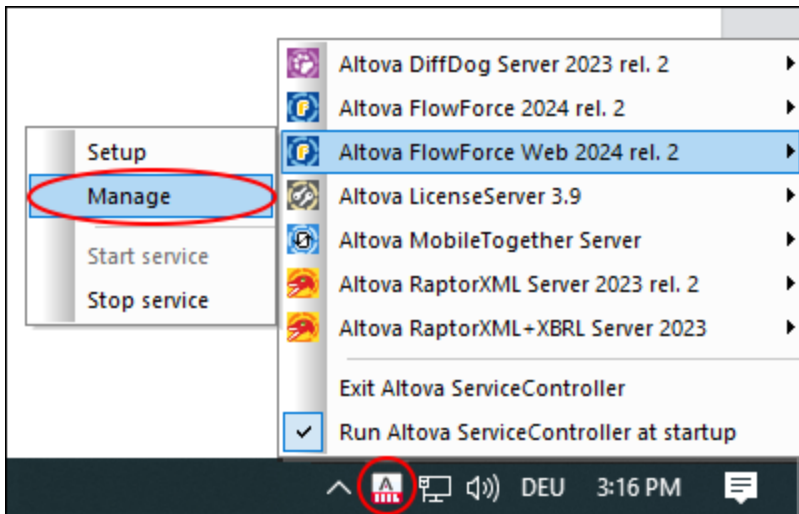 Altova DiffDog Server 2023 rel. 2
Altova FlowForce 2024 rel. 2
Altova FlowForce Web 2024 rel. 2
Altova LicenseServer 3.9
Altova MobileTogether Server
Altova RaptorXML Server 2023 rel. 2
Altova RaptorXML+XBRL Server 2023
Exit Altova ServiceController
Run Altova ServiceController at startup
Setup
Manage
Start service
Stop service
DEU 3:16 PM